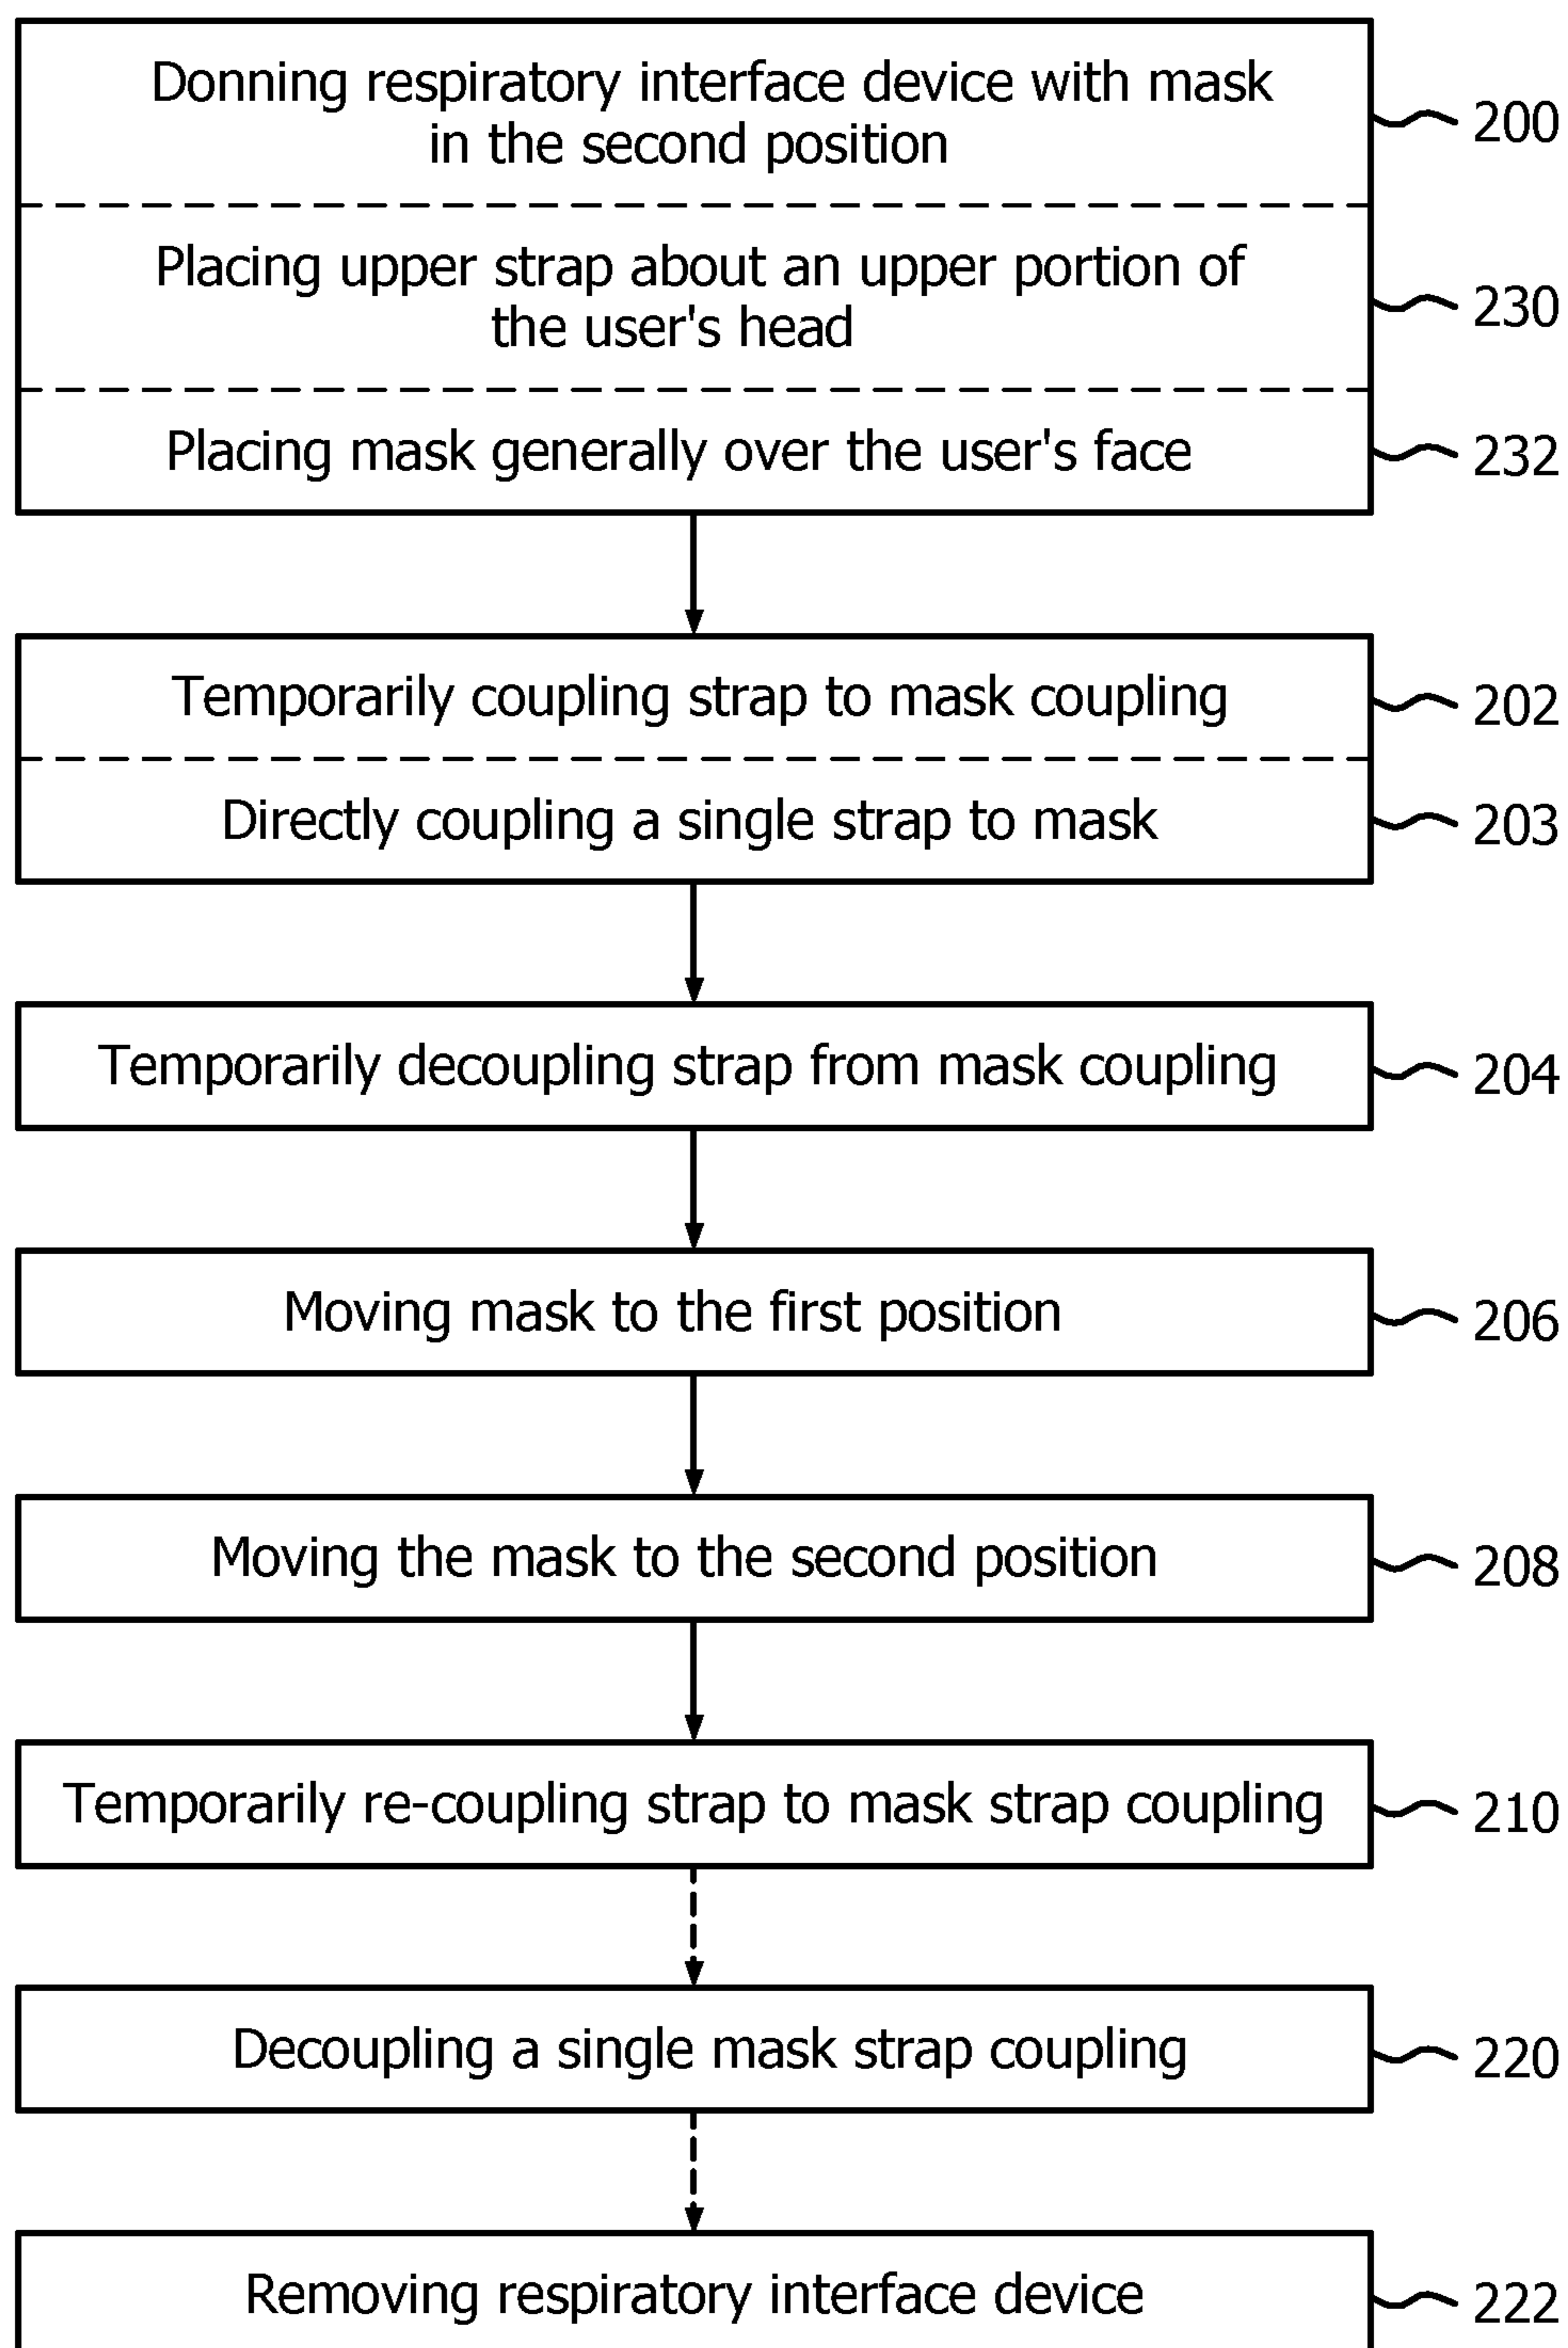 Donning respiratory interface device with mask
in the second position
200
Placing upper strap about an upper portion of
the user's head
230
Placing mask generally over the user's face
232
Temporarily coupling strap to mask coupling
202
Directly coupling a single strap to mask
203
Temporarily decoupling strap from mask coupling
204
Moving mask to the first position
206
Moving the mask to the second position
208
Temporarily re-coupling strap to mask strap coupling
210
Decoupling a single mask strap coupling
220
Removing respiratory interface device
222